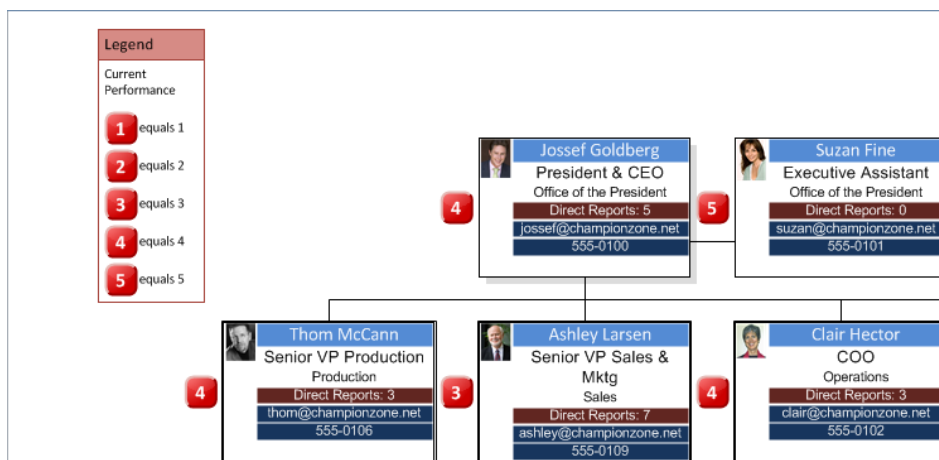 Legend
Current
Performance
1 equals 1
2 equals 2
3 equals 3
4 equals 4
5 equals 5
4
Jossef Goldberg
President & CEO
Office of the President
Direct Reports: 5
jossef@championzone.net
555-0100
5
Suzan Fine
Executive Assistant
Office of the President
Direct Reports: 0
suzan@championzone.net
555-0101
4
Thom McCann
Senior VP Production
Production
Direct Reports: 3
thom@championzone.net
555-0106
3
Ashley Larsen
Senior VP Sales &
Mktg
Sales
Direct Reports: 7
ashley@championzone.net
555-0109
4
Clair Hector
COO
Operations
Direct Reports: 3
clair@championzone.net
555-0102